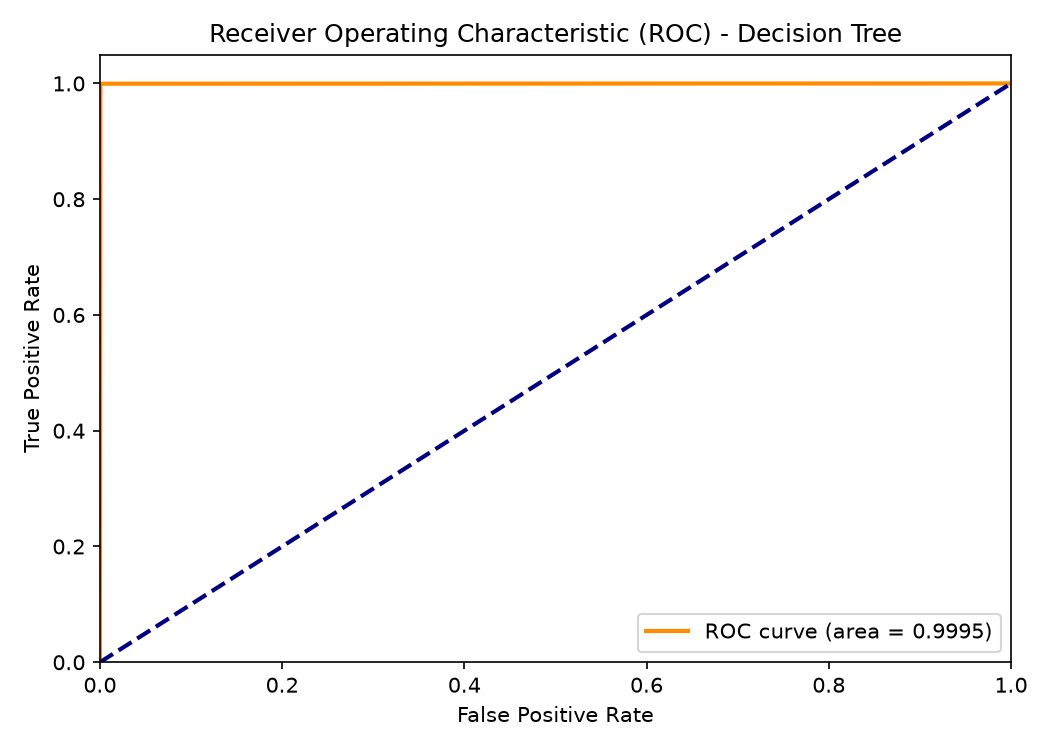 Receiver Operating Characteristic (ROC) - Decision Tree
True Positive Rate
1.0
0.8
0.6
0.4
0.2
0.0
ROC curve (area = 0.9995)
0.0 0.2 0.4 0.6 0.8 1.0
False Positive Rate